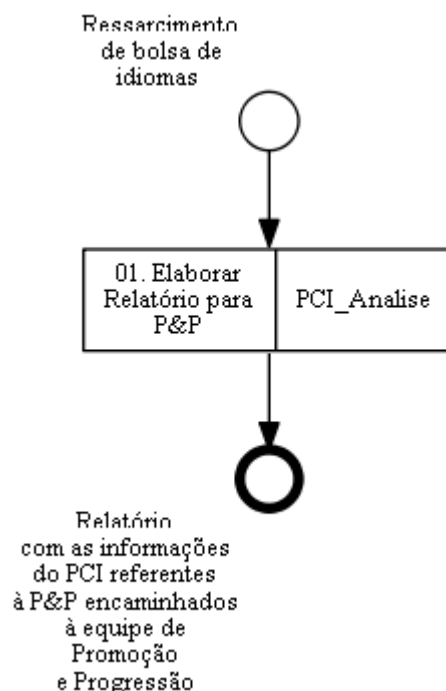 Ressarcimento
de bolsa de
idiomas
01. Elaborar
Relatório para
P&P
PCI_Analise
Relatório
com as informações
do PCI referentes
à P&P encaminhados
à equipe de
Promoção
e Progressão